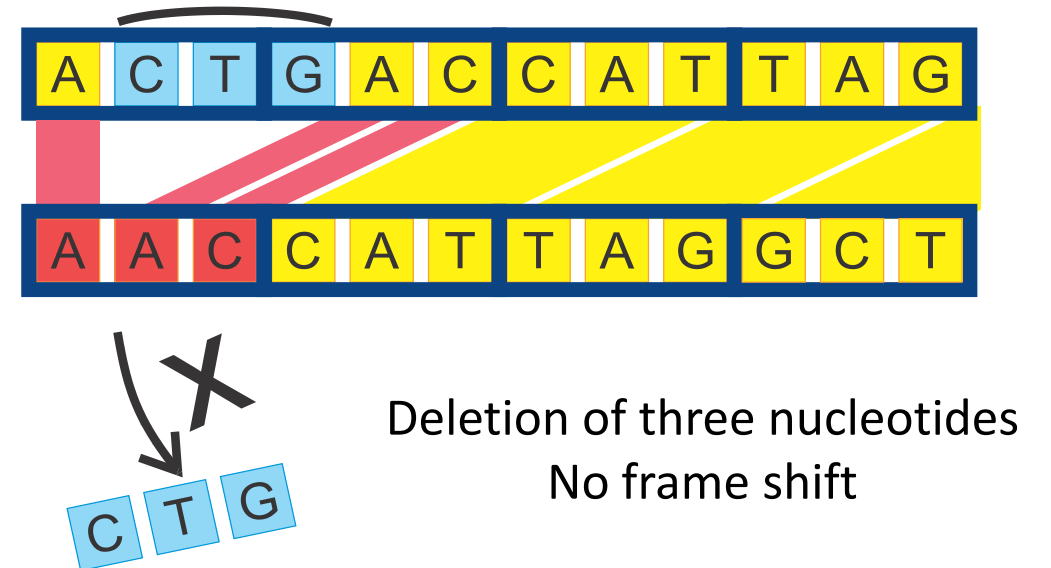 A C T G A C C A T T A G
A A C C A T T A G G C T
X
Deletion of three nucleotides
No frame shift
C T G